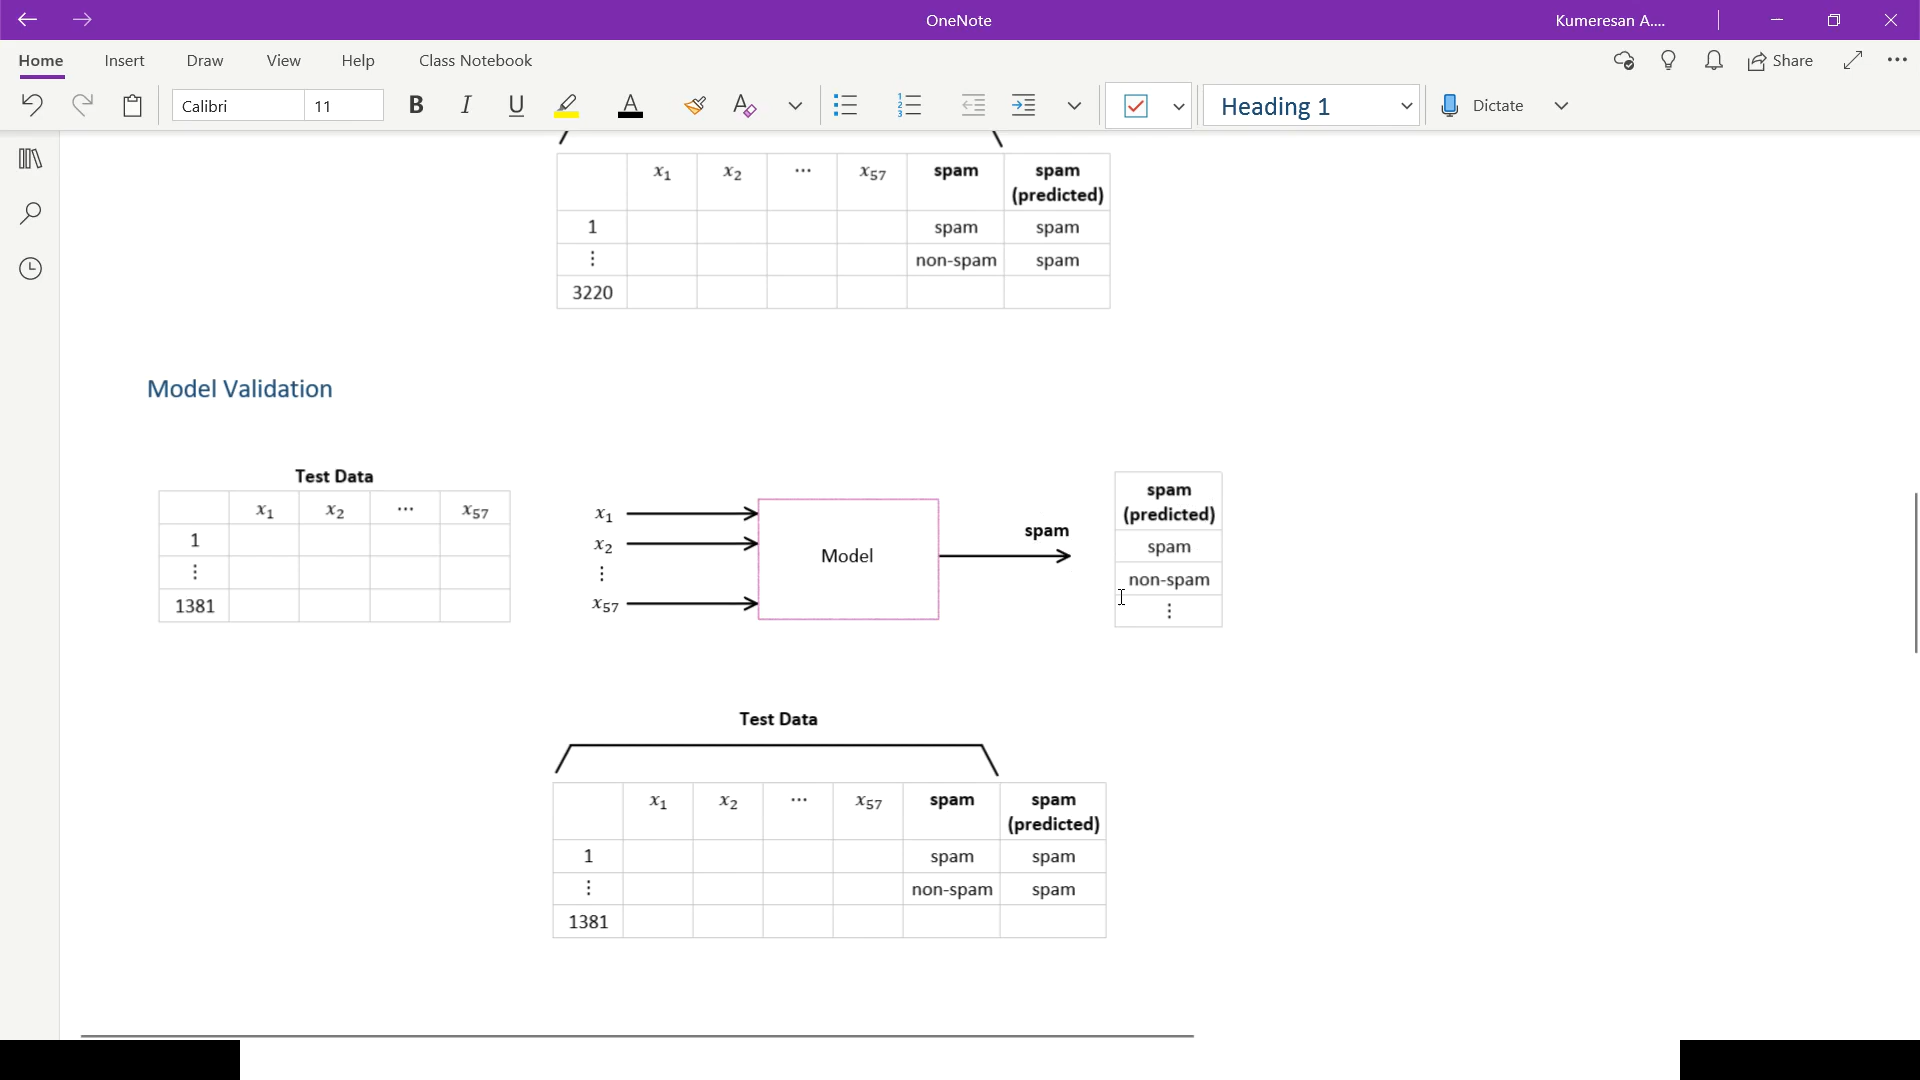 OneNote
Kumeresan A....
Home Insert Draw View Help Class Notebook
Share
Calibri 11 B I U A Heading 1 Dictate
x₁ x₂ ⋯ x₅₇ spam spam (predicted)
1 spam spam
⋮ non-spam spam
3220
Model Validation
Test Data
x₁ x₂ ⋯ x₅₇
1
⋮
1381
x₁
x₂
⋮
x₅₇
Model
spam
spam
(predicted)
spam
non-spam
⋮
Test Data
x₁ x₂ ⋯ x₅₇ spam spam (predicted)
1 spam spam
⋮ non-spam spam
1381